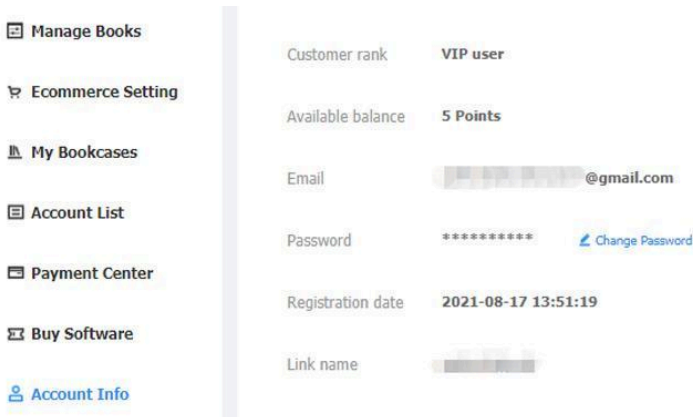 Manage Books
Ecommerce Setting
My Bookcases
Account List
Payment Center
Buy Software
Account Info
Customer rank VIP user
Available balance 5 Points
Email @gmail.com
Password ********** Change Password
Registration date 2021-08-17 13:51:19
Link name